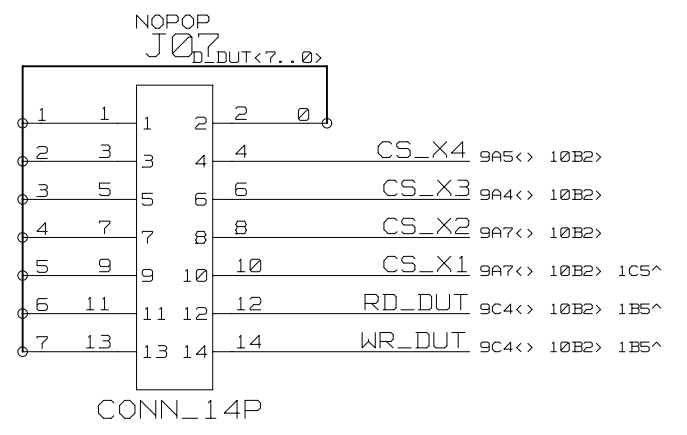 NOPOP
J07
D_DUT<7..0>
1 1 1 2 2 0
2 3 3 4 4 CS_X4 9A5<> 10B2>
3 5 5 6 6 CS_X3 9A4<> 10B2>
4 7 7 8 8 CS_X2 9A7<> 10B2>
5 9 9 10 10 CS_X1 9A7<> 10B2> 1C5^
6 11 11 12 12 RD_DUT 9C4<> 10B2> 1B5^
7 13 13 14 14 WR_DUT 9C4<> 10B2> 1B5^
CONN_14P